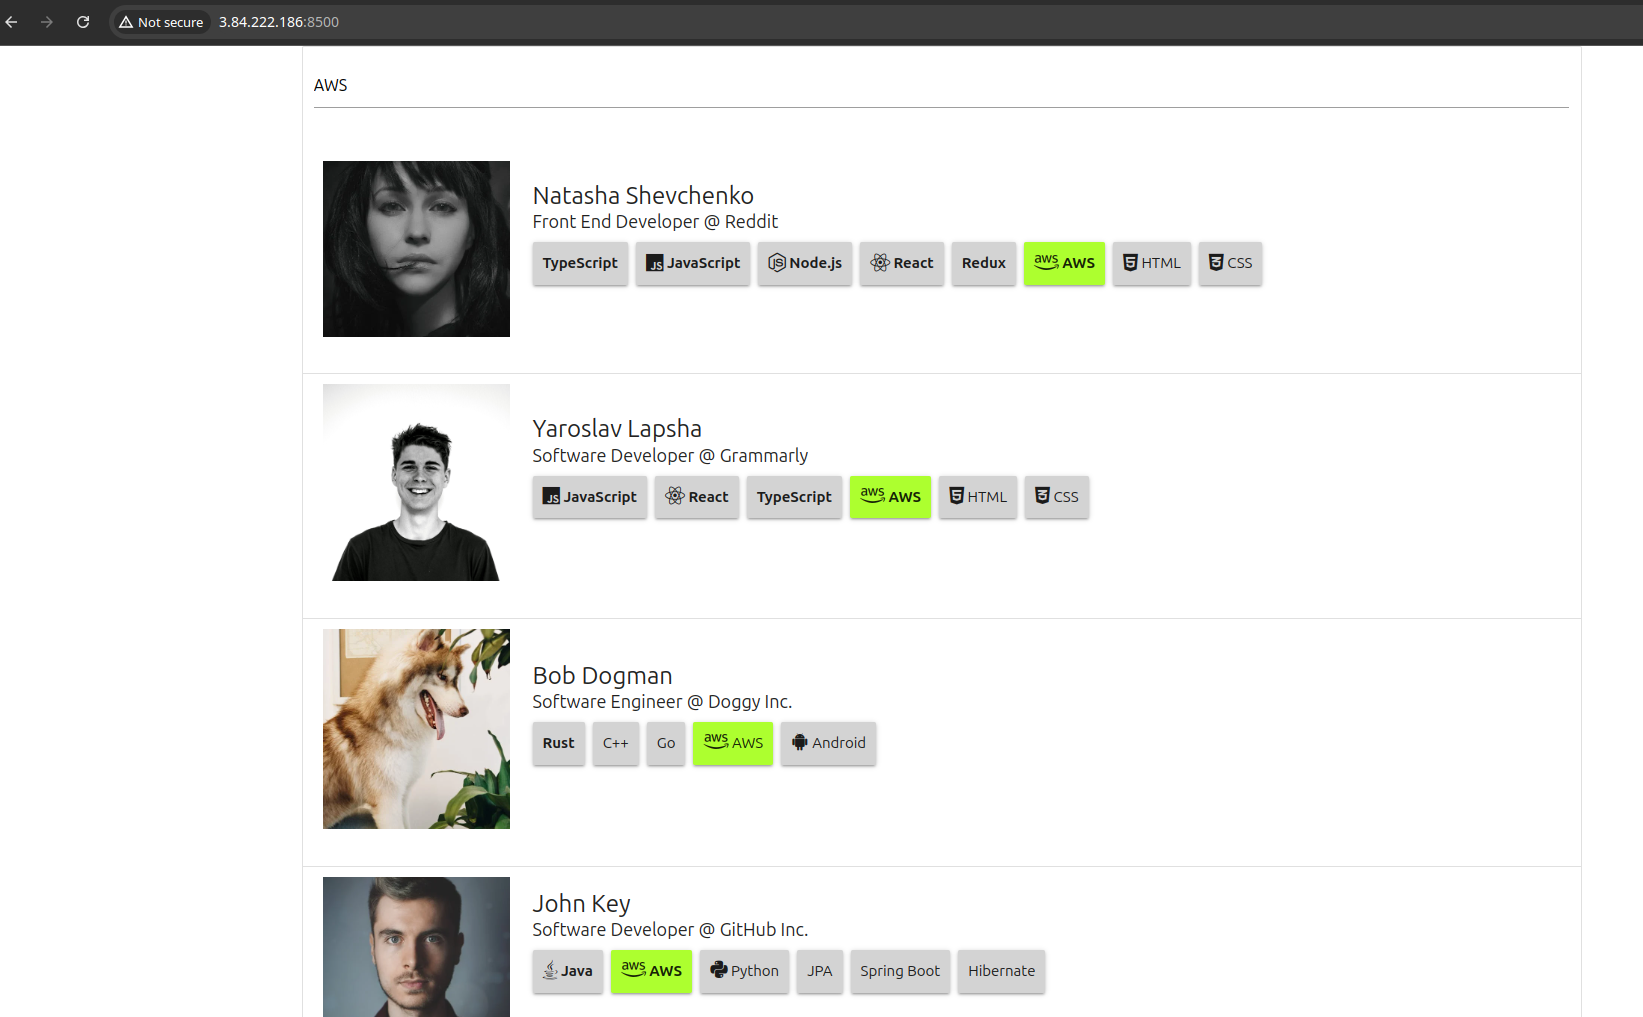 Not secure 3.84.222.186:8500
AWS
Natasha Shevchenko
Front End Developer @ Reddit
TypeScript JS JavaScript JS Node.js React Redux aws AWS HTML CSS
Yaroslav Lapsha
Software Developer @ Grammarly
JS JavaScript React TypeScript aws AWS HTML CSS
Bob Dogman
Software Engineer @ Doggy Inc.
Rust C++ Go aws AWS Android
John Key
Software Developer @ GitHub Inc.
Java aws AWS Python JPA Spring Boot Hibernate